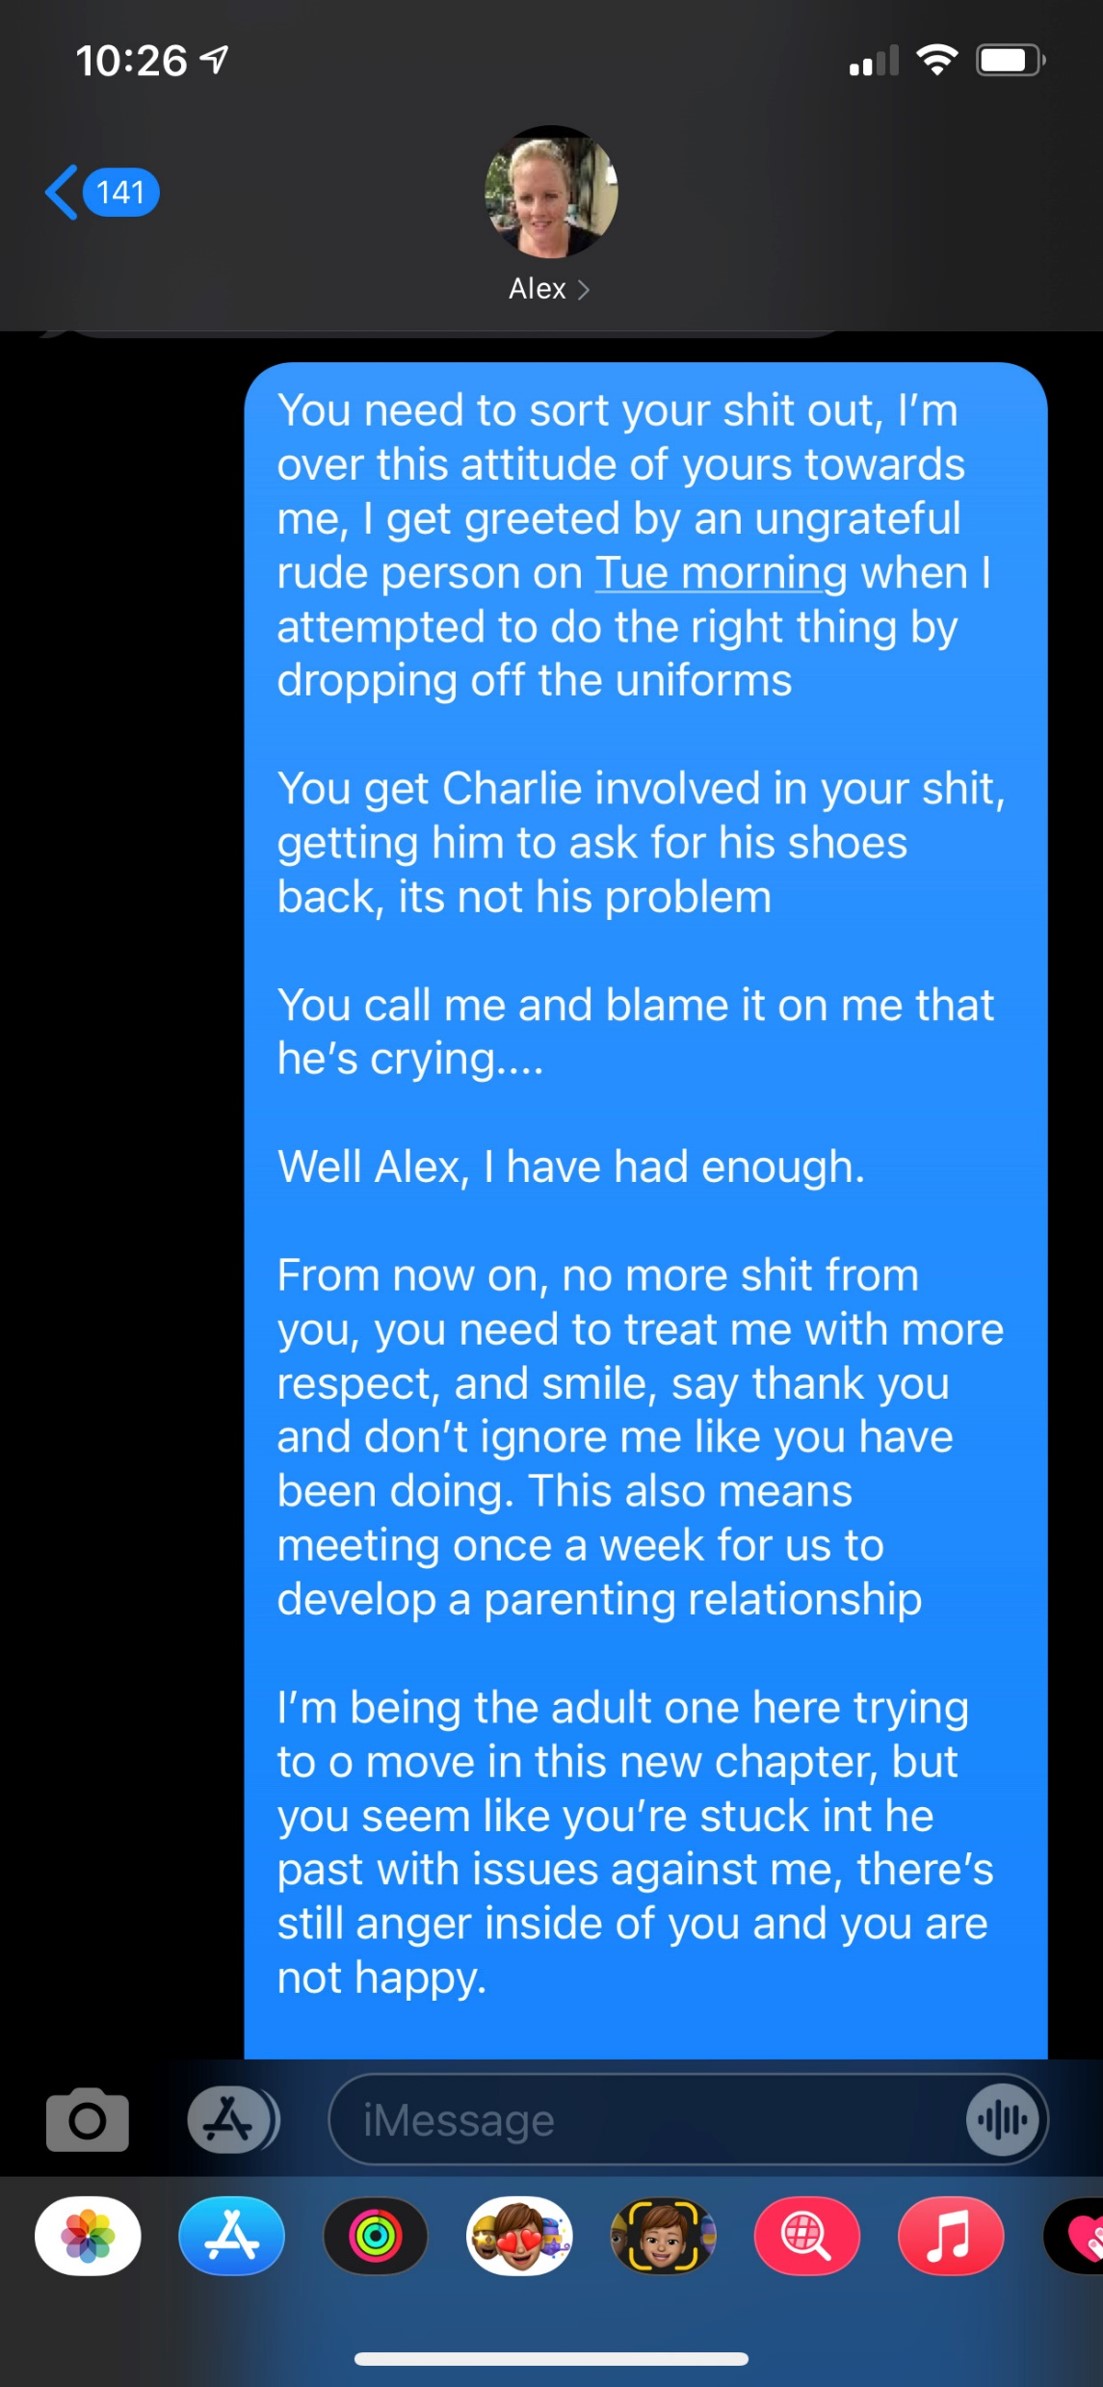 10:26
141
Alex
You need to sort your shit out, I’m
over this attitude of yours towards
me, I get greeted by an ungrateful
rude person on Tue morning when I
attempted to do the right thing by
dropping off the uniforms
You get Charlie involved in your shit,
getting him to ask for his shoes
back, its not his problem
You call me and blame it on me that
he’s crying....
Well Alex, I have had enough.
From now on, no more shit from
you, you need to treat me with more
respect, and smile, say thank you
and don’t ignore me like you have
been doing. This also means
meeting once a week for us to
develop a parenting relationship
I’m being the adult one here trying
to o move in this new chapter, but
you seem like you’re stuck int he
past with issues against me, there’s
still anger inside of you and you are
not happy.
iMessage